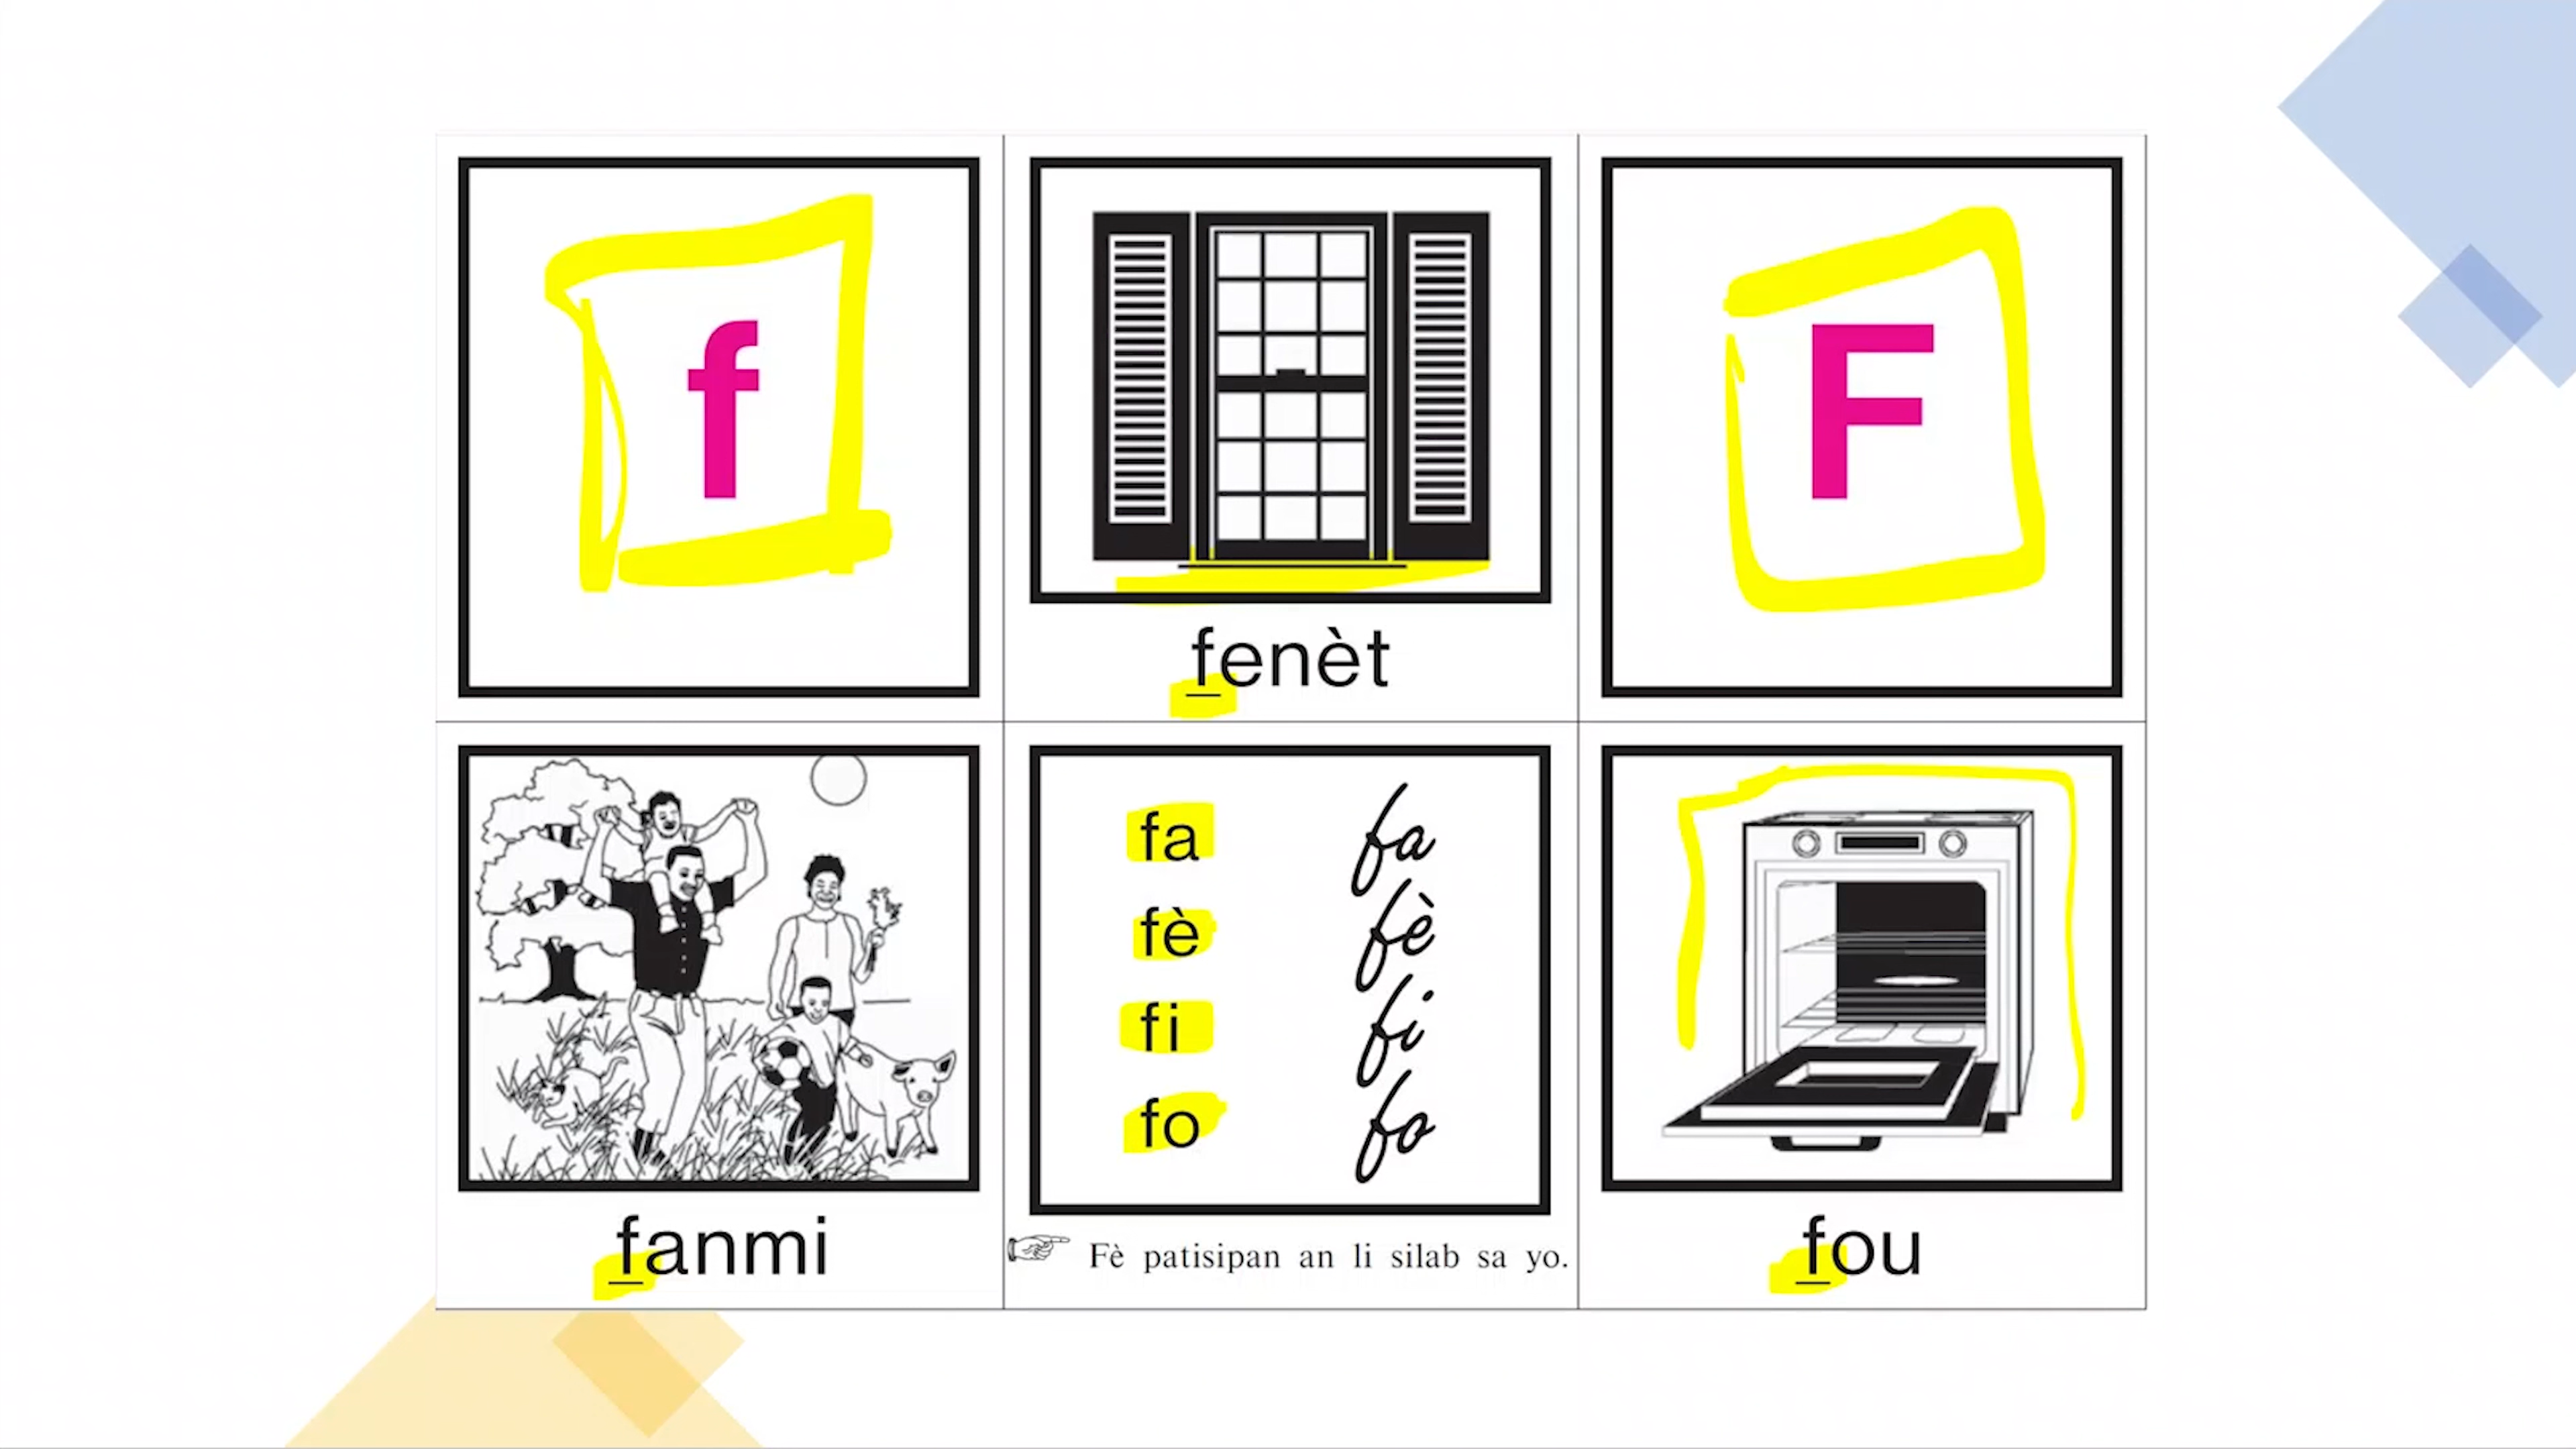 f
fenèt
F
fanmi
fa fa
fè fè
fi fi
fo fo
Fè patisipan an li silab sa yo.
fou